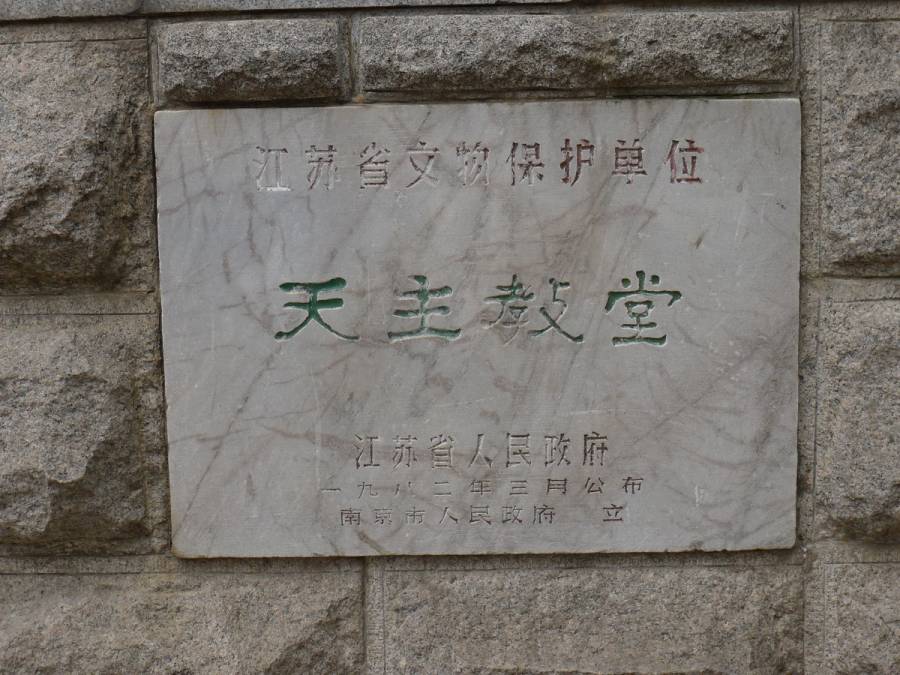 江苏省文物保护单位
天主教堂
江苏省人民政府
一九八二年三月公布
南京市人民政府 立